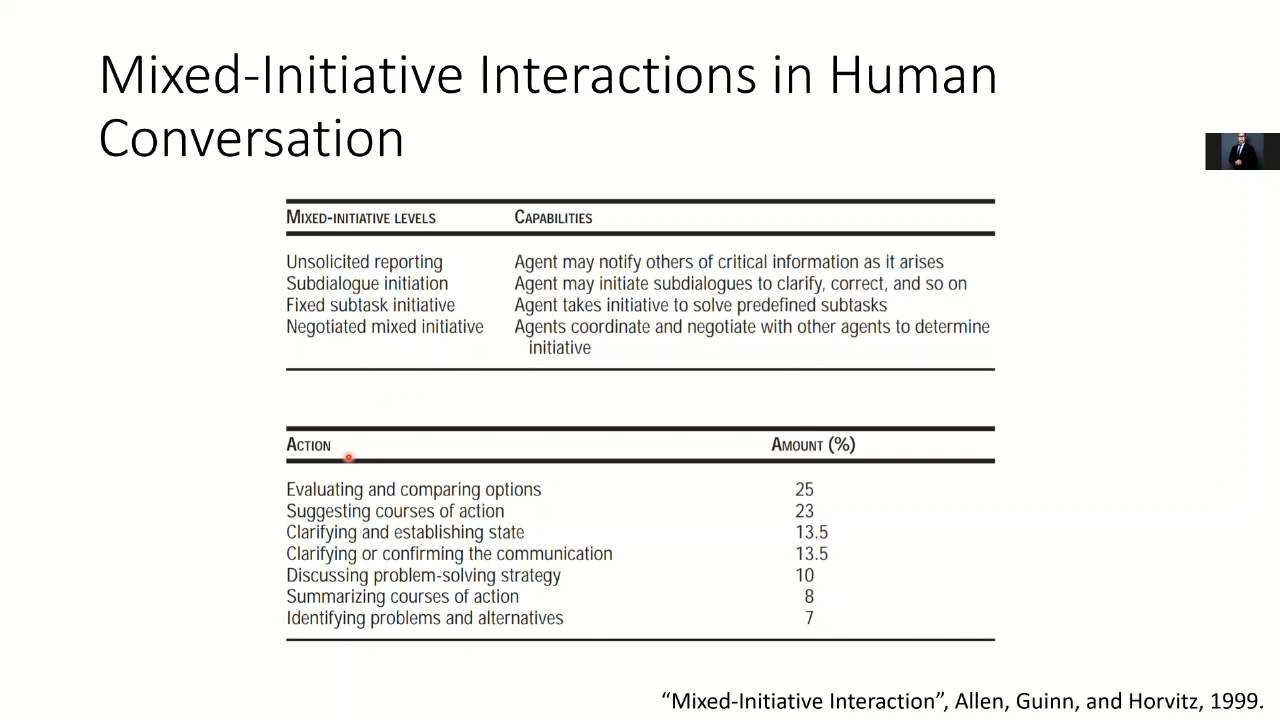 Mixed-Initiative Interactions in Human
Conversation
MIXED-INITIATIVE LEVELS CAPABILITIES
Unsolicited reporting Agent may notify others of critical information as it arises
Subdialogue initiation Agent may initiate subdialogues to clarify, correct, and so on
Fixed subtask initiative Agent takes initiative to solve predefined subtasks
Negotiated mixed initiative Agents coordinate and negotiate with other agents to determine
initiative
ACTION AMOUNT (%)
Evaluating and comparing options 25
Suggesting courses of action 23
Clarifying and establishing state 13.5
Clarifying or confirming the communication 13.5
Discussing problem-solving strategy 10
Summarizing courses of action 8
Identifying problems and alternatives 7
“Mixed-Initiative Interaction”, Allen, Guinn, and Horvitz, 1999.